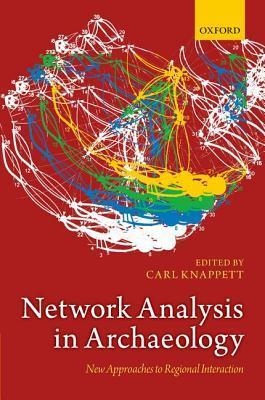 OXFORD
EDITED BY
CARL KNAPPETT
Network Analysis
in Archaeology
New Approaches to Regional Interaction